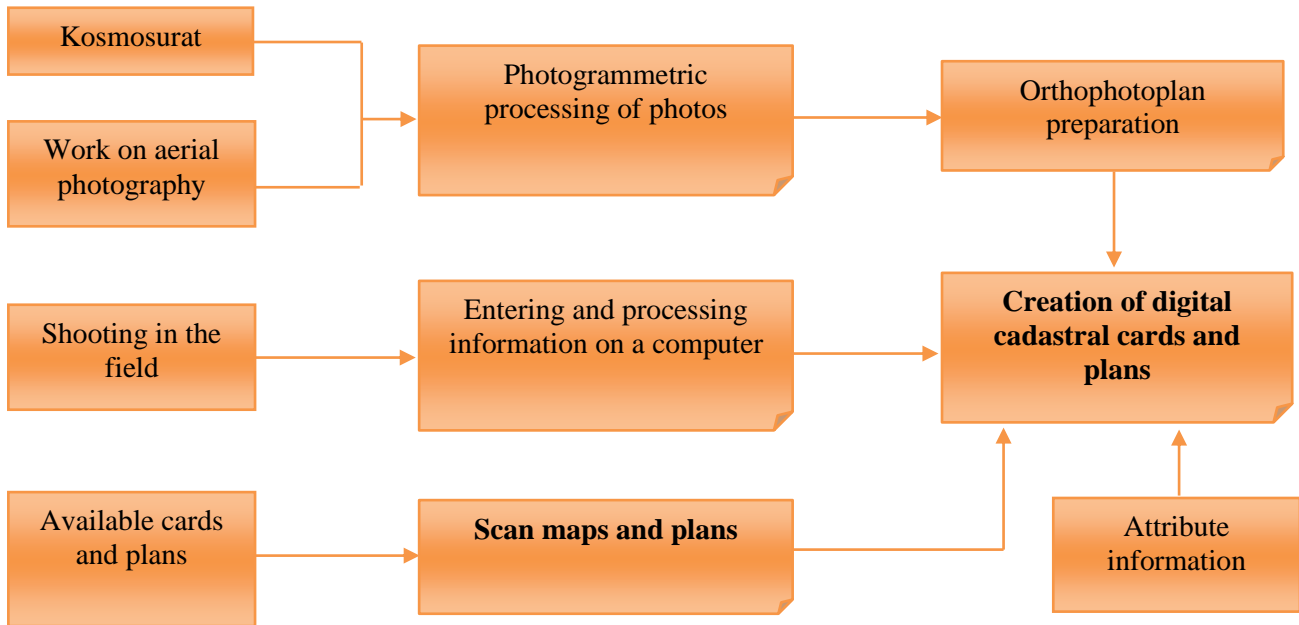 Kosmosurat
Work on aerial
photography
Photogrammetric
processing of photos
Orthophotoplan
preparation
Shooting in the
field
Entering and processing
information on a computer
Creation of digital
cadastral cards and
plans
Available cards
and plans
Scan maps and plans
Attribute
information